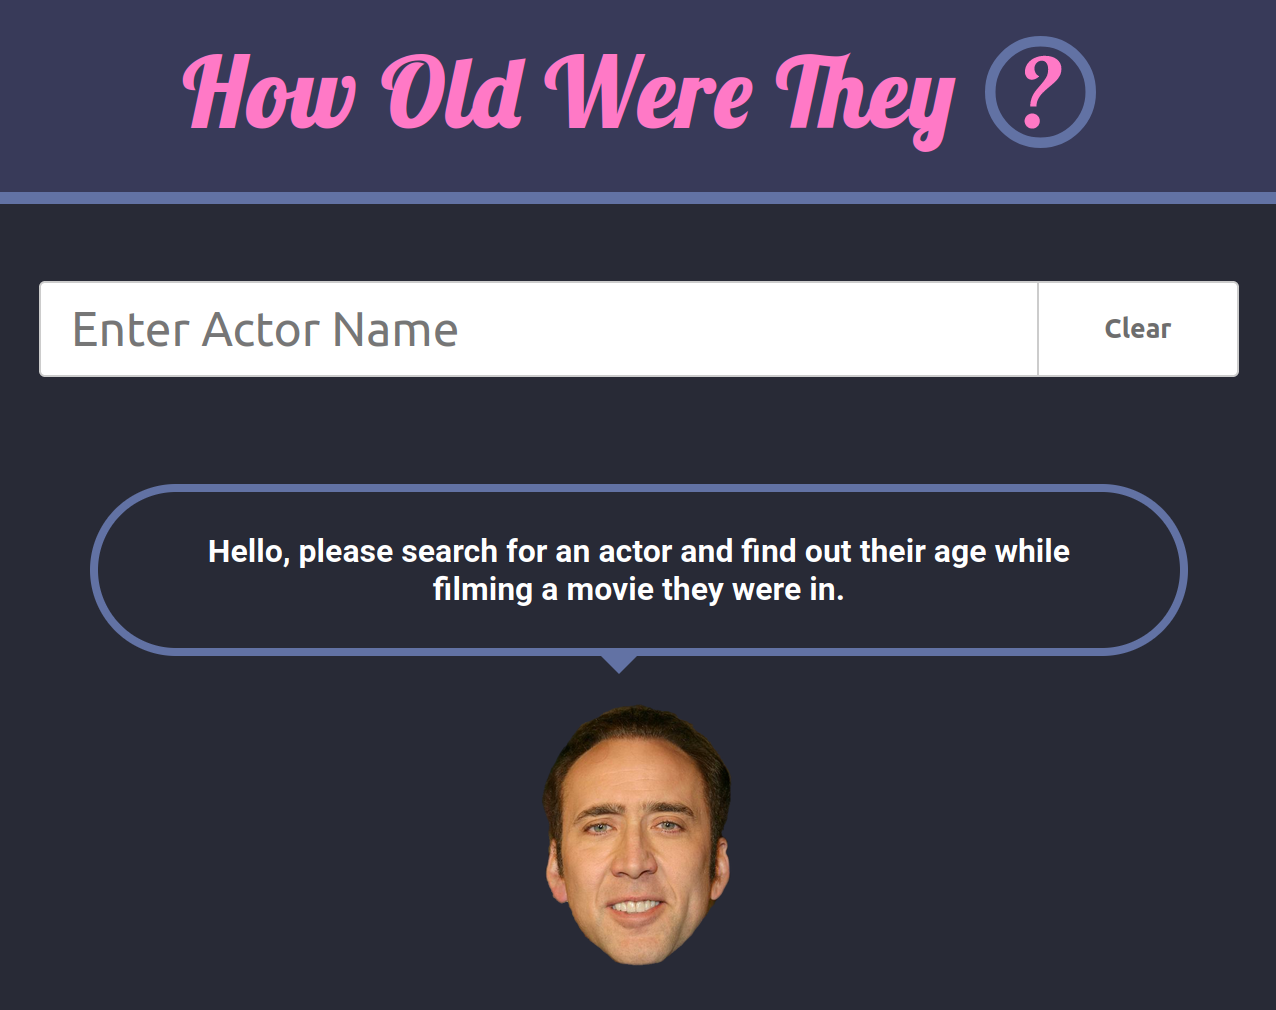 How Old Were They ?
Enter Actor Name
Clear
Hello, please search for an actor and find out their age while
filming a movie they were in.